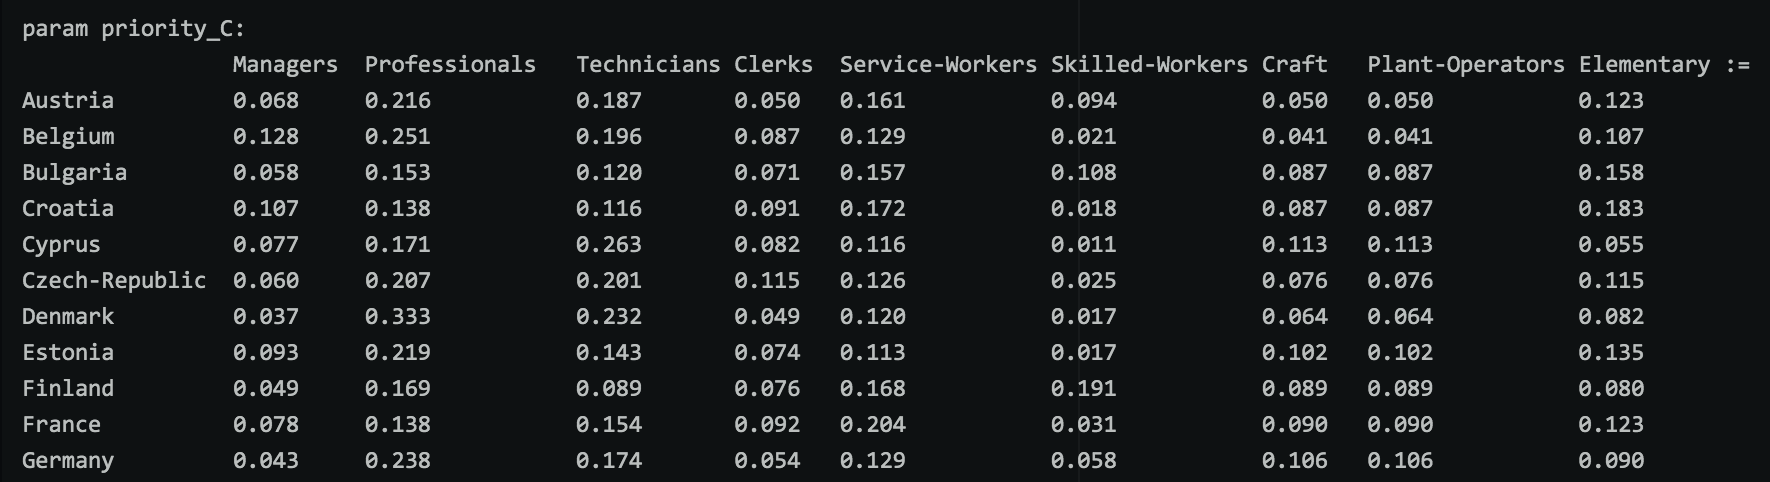 param priority_C:
Managers Professionals Technicians Clerks Service-Workers Skilled-Workers Craft Plant-Operators Elementary :=
Austria 0.068 0.216 0.187 0.050 0.161 0.094 0.050 0.050 0.123
Belgium 0.128 0.251 0.196 0.087 0.129 0.021 0.041 0.041 0.107
Bulgaria 0.058 0.153 0.120 0.071 0.157 0.108 0.087 0.087 0.158
Croatia 0.107 0.138 0.116 0.091 0.172 0.018 0.087 0.087 0.183
Cyprus 0.077 0.171 0.263 0.082 0.116 0.011 0.113 0.113 0.055
Czech-Republic 0.060 0.207 0.201 0.115 0.126 0.025 0.076 0.076 0.115
Denmark 0.037 0.333 0.232 0.049 0.120 0.017 0.064 0.064 0.082
Estonia 0.093 0.219 0.143 0.074 0.113 0.017 0.102 0.102 0.135
Finland 0.049 0.169 0.089 0.076 0.168 0.191 0.089 0.089 0.080
France 0.078 0.138 0.154 0.092 0.204 0.031 0.090 0.090 0.123
Germany 0.043 0.238 0.174 0.054 0.129 0.058 0.106 0.106 0.090